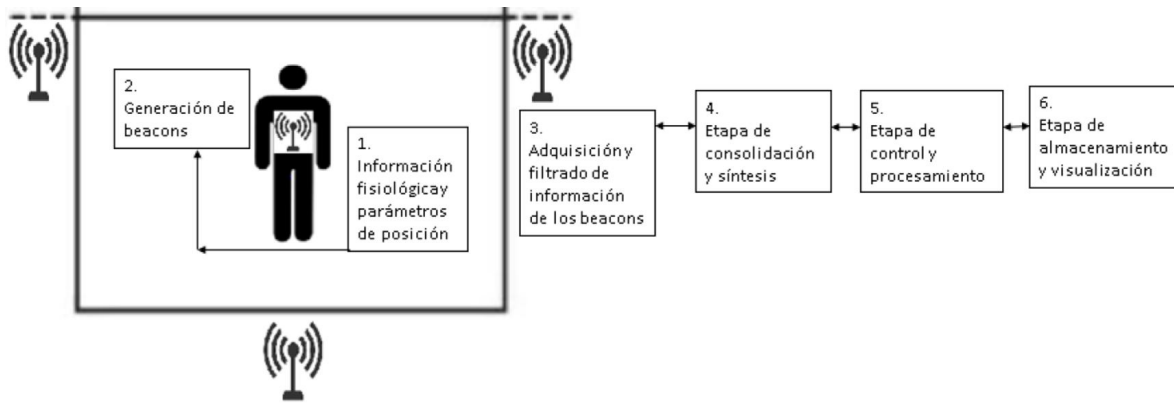 2.
Generación de
beacons
1.
Información
fisiológicay
parámetros
de posición
3.
Adquisición y
filtrado de
información
de los beacons
4.
Etapa de
consolidación
y síntesis
5.
Etapa de
control y
procesamiento
6.
Etapa de
almacenamiento
y visualización